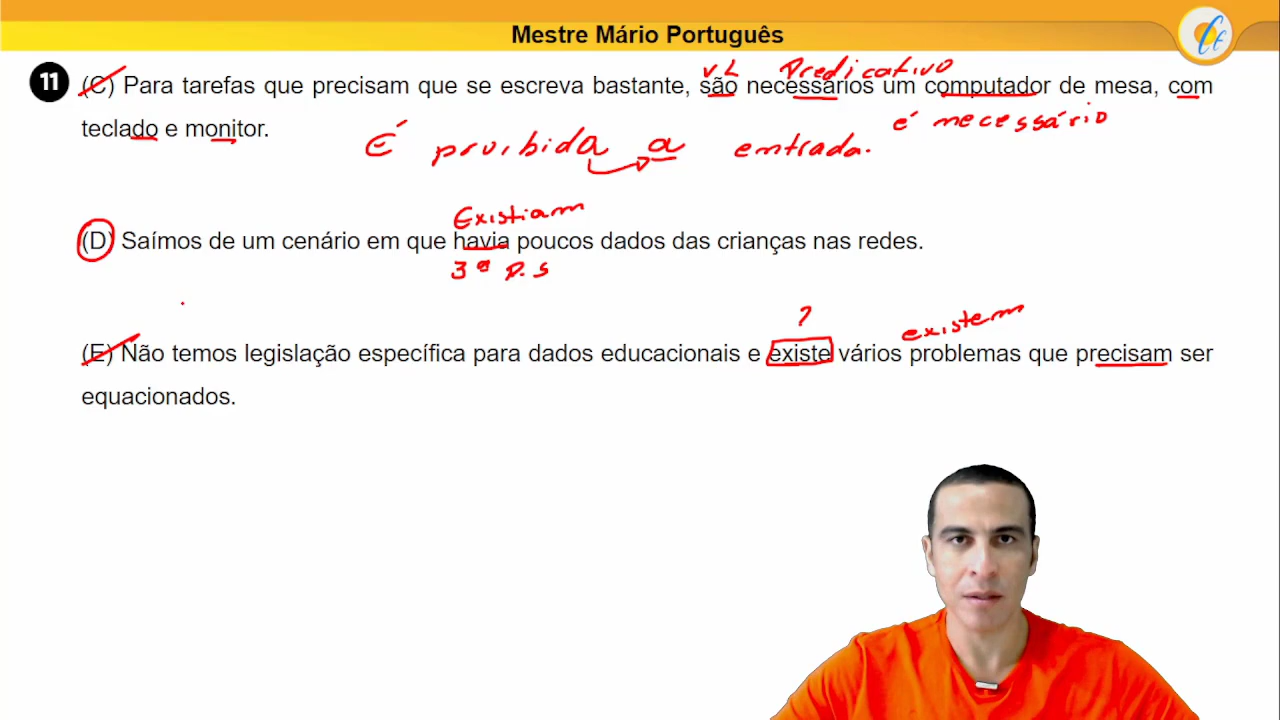 Mestre Mário Português
11 (C) Para tarefas que precisam que se escreva bastante, são necessários um computador de mesa, com
VL Predicativo
teclado e monitor.
é necessário
É proibida a entrada.
Existiam
(D) Saímos de um cenário em que havia poucos dados das crianças nas redes.
3ª P.S
? existem
(E) Não temos legislação específica para dados educacionais e existe vários problemas que precisam ser
equacionados.